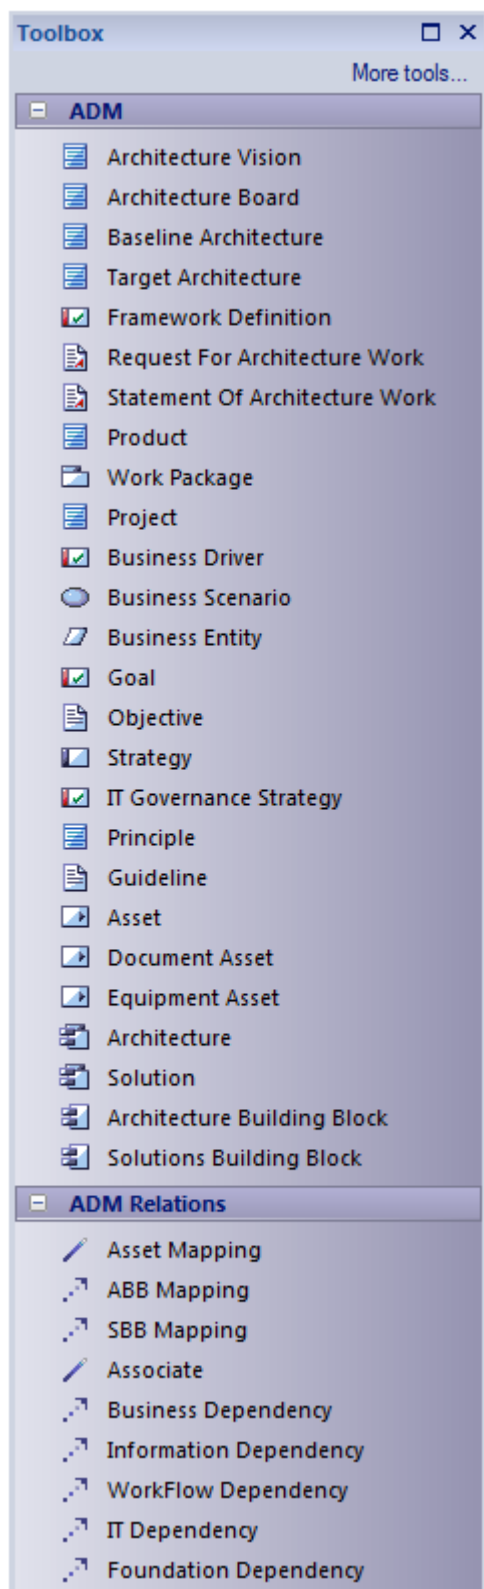 Toolbox
More tools...
ADM
Architecture Vision
Architecture Board
Baseline Architecture
Target Architecture
Framework Definition
Request For Architecture Work
Statement Of Architecture Work
Product
Work Package
Project
Business Driver
Business Scenario
Business Entity
Goal
Objective
Strategy
IT Governance Strategy
Principle
Guideline
Asset
Document Asset
Equipment Asset
Architecture
Solution
Architecture Building Block
Solutions Building Block
ADM Relations
Asset Mapping
ABB Mapping
SBB Mapping
Associate
Business Dependency
Information Dependency
WorkFlow Dependency
IT Dependency
Foundation Dependency